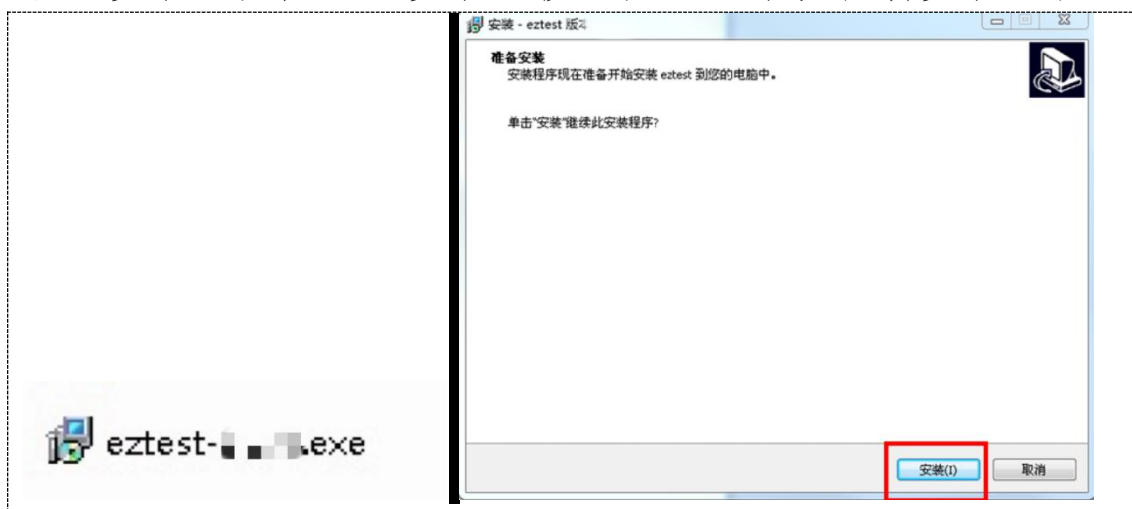 eztest-
.exe
安装 - eztest 版
准备安装
安装程序现在准备开始安装 eztest 到您的电脑中。
单击"安装"继续此安装程序?
安装(I)
取消